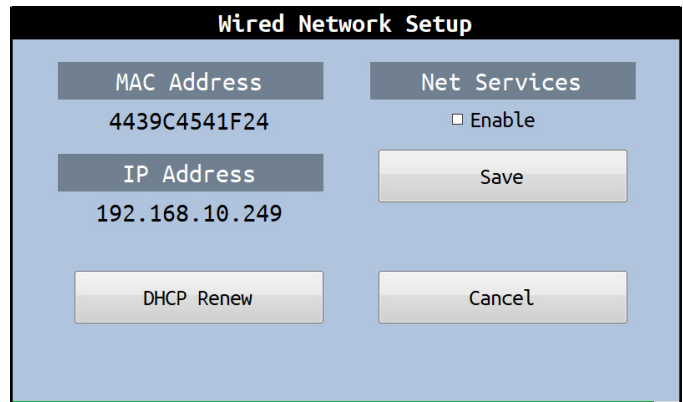 Wired Network Setup
MAC Address
4439C4541F24
IP Address
192.168.10.249
DHCP Renew
Net Services
Enable
Save
Cancel